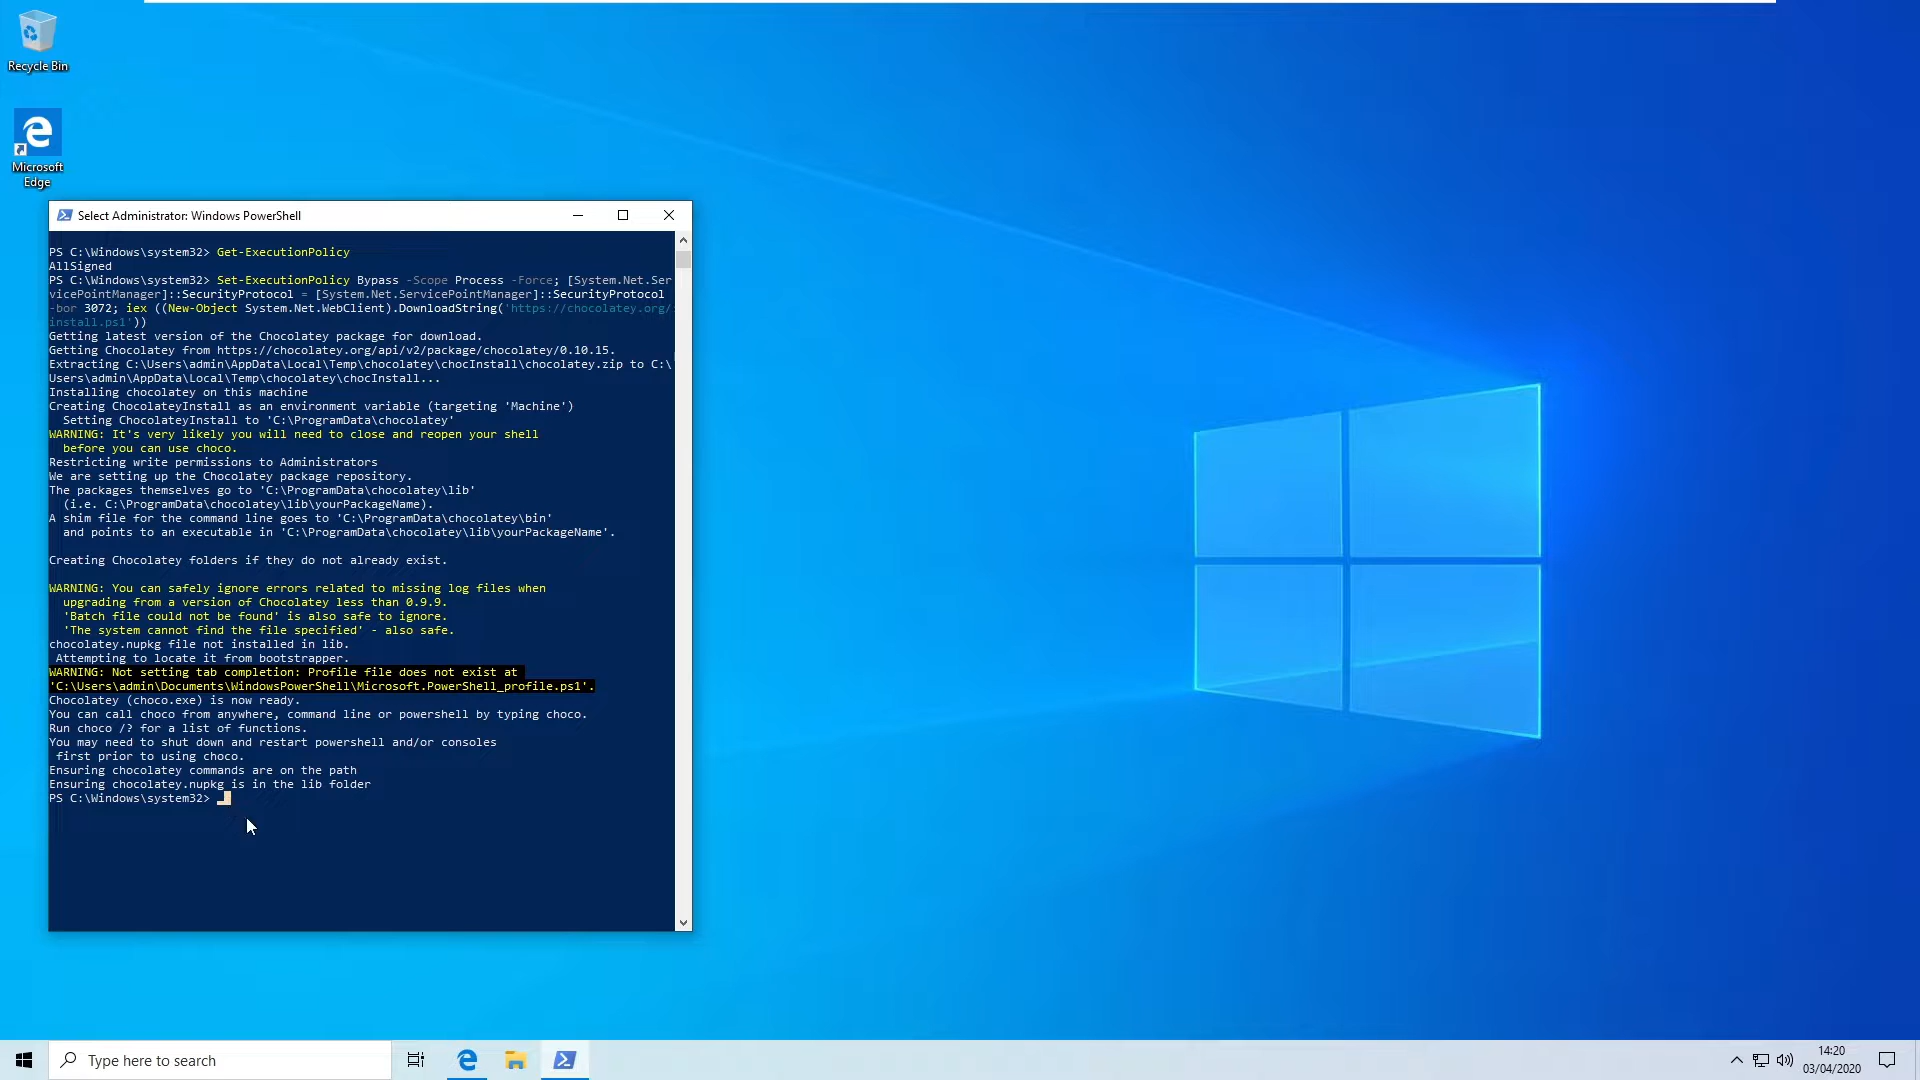 Recycle Bin
Microsoft
Edge
Select Administrator: Windows PowerShell
PS C:\Windows\system32> Get-ExecutionPolicy
AllSigned
PS C:\Windows\system32> Set-ExecutionPolicy Bypass -Scope Process -Force; [System.Net.Ser
vicePointManager]::SecurityProtocol = [System.Net.ServicePointManager]::SecurityProtocol
-bor 3072; iex ((New-Object System.Net.WebClient).DownloadString('https://chocolatey.org/
install.ps1'))
Getting latest version of the Chocolatey package for download.
Getting Chocolatey from https://chocolatey.org/api/v2/package/chocolatey/0.10.15.
Extracting C:\Users\admin\AppData\Local\Temp\chocolatey\chocInstall\chocolatey.zip to C:\
Users\admin\AppData\Local\Temp\chocolatey\chocInstall...
Installing chocolatey on this machine
Creating ChocolateyInstall as an environment variable (targeting 'Machine')
  Setting ChocolateyInstall to 'C:\ProgramData\chocolatey'
WARNING: It's very likely you will need to close and reopen your shell
  before you can use choco.
Restricting write permissions to Administrators
We are setting up the Chocolatey package repository.
The packages themselves go to 'C:\ProgramData\chocolatey\lib'
  (i.e. C:\ProgramData\chocolatey\lib\yourPackageName).
A shim file for the command line goes to 'C:\ProgramData\chocolatey\bin'
  and points to an executable in 'C:\ProgramData\chocolatey\lib\yourPackageName'.
Creating Chocolatey folders if they do not already exist.
WARNING: You can safely ignore errors related to missing log files when
  upgrading from a version of Chocolatey less than 0.9.9.
  'Batch file could not be found' is also safe to ignore.
  'The system cannot find the file specified' - also safe.
chocolatey.nupkg file not installed in lib.
 Attempting to locate it from bootstrapper.
WARNING: Not setting tab completion: Profile file does not exist at
'C:\Users\admin\Documents\WindowsPowerShell\Microsoft.PowerShell_profile.ps1'.
Chocolatey (choco.exe) is now ready.
You can call choco from anywhere, command line or powershell by typing choco.
Run choco /? for a list of functions.
You may need to shut down and restart powershell and/or consoles
 first prior to using choco.
Ensuring chocolatey commands are on the path
Ensuring chocolatey.nupkg is in the lib folder
PS C:\Windows\system32>
Type here to search
14:20
03/04/2020